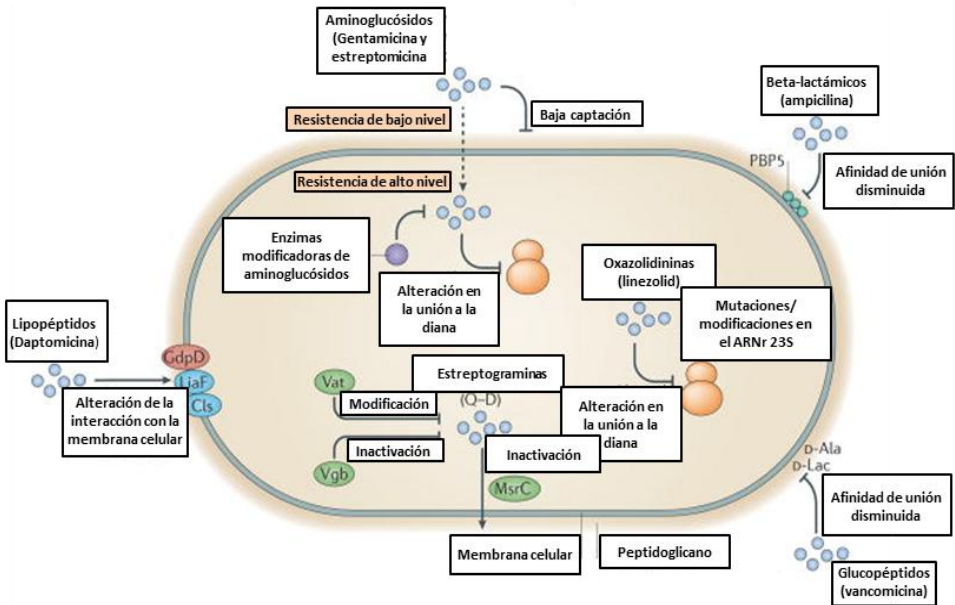 Aminoglucósidos
(Gentamicina y
estreptomicina
Beta-lactámicos
(ampicilina)
Baja captación
Resistencia de bajo nivel
PBP5
Afinidad de unión
disminuida
Resistencia de alto nivel
Enzimas
modificadoras de
aminoglucósidos
Alteración en
la unión a la
diana
Oxazolidininas
(linezolid)
Mutaciones/
modificaciones en
el ARNr 23S
Lipopéptidos
(Daptomicina)
GdpD
LiaF
Cls
Alteración de la
interacción con la
membrana celular
Vat
Modificación
Estreptograminas
(Q–D)
Alteración en
la unión a la
diana
Inactivación
Vgb
Inactivación
MsrC
D-Ala
D-Lac
Afinidad de unión
disminuida
Membrana celular
Peptidoglicano
Glucopéptidos
(vancomicina)